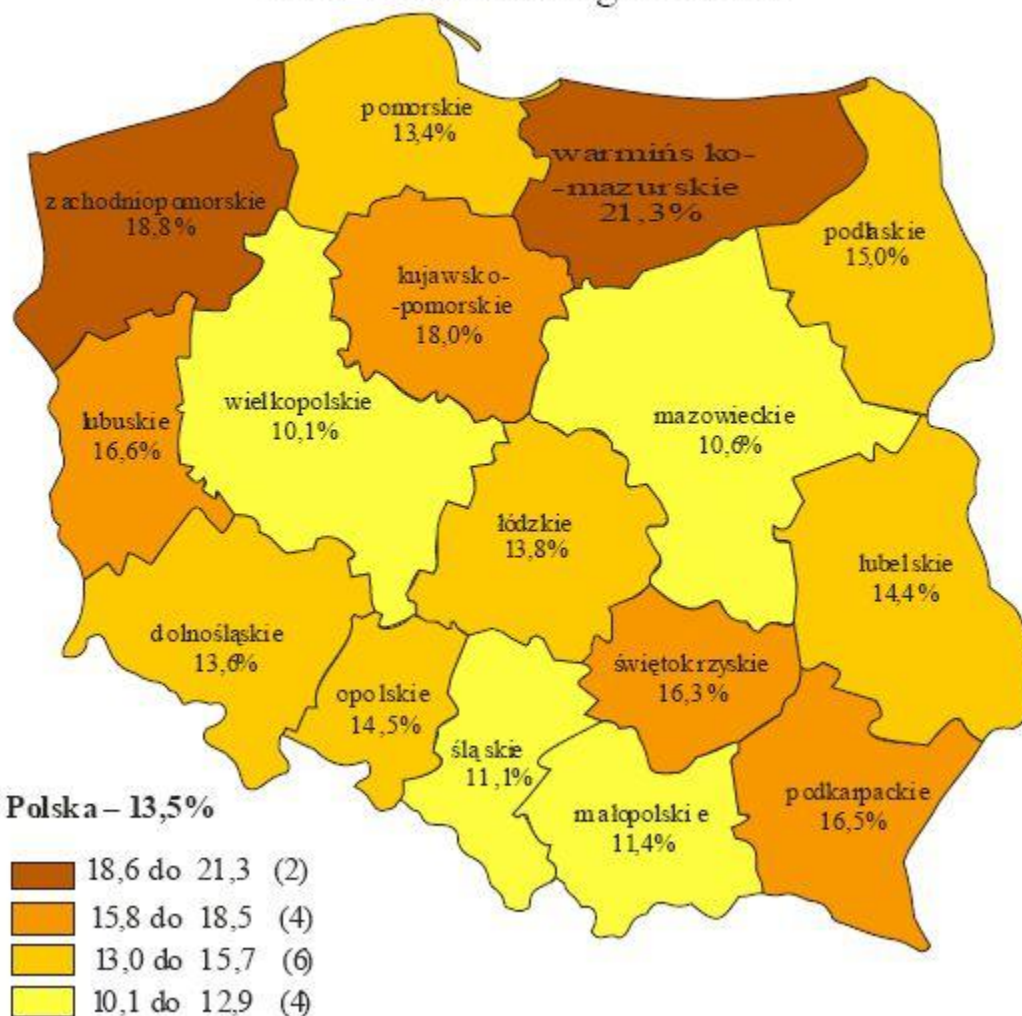 pomorskie
13,4%
warmińsko-
-mazurskie
21,3%
zachodniopomorskie
18,8%
podlaskie
15,0%
kujawsko-
-pomorskie
18,0%
lubuskie
16,6%
wielkopolskie
10,1%
mazowieckie
10,6%
łódzkie
13,8%
lubelskie
14,4%
dolnośląskie
13,6%
opolskie
14,5%
świętokrzyskie
16,3%
śląskie
11,1%
małopolskie
11,4%
podkarpackie
16,5%
Polska – 13,5%
18,6 do 21,3 (2)
15,8 do 18,5 (4)
13,0 do 15,7 (6)
10,1 do 12,9 (4)